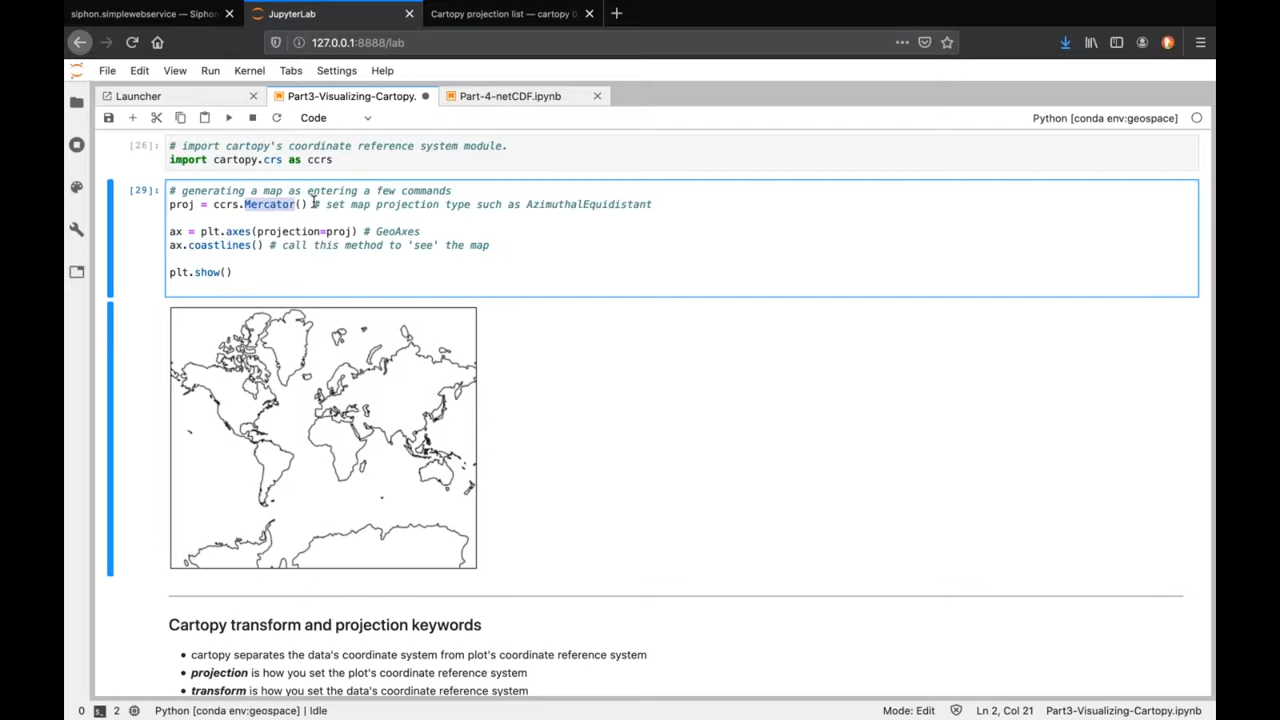 siphon.simplewebservice — Siphon
JupyterLab
Cartopy projection list — cartopy 0
127.0.0.1:8888/lab
File Edit View Run Kernel Tabs Settings Help
Launcher
Part3-Visualizing-Cartopy.
Part-4-netCDF.ipynb
Code
Python [conda env:geospace]
[26]:
# import cartopy's coordinate reference system module.
import cartopy.crs as ccrs
[29]:
# generating a map as entering a few commands
proj = ccrs.Mercator() # set map projection type such as AzimuthalEquidistant
ax = plt.axes(projection=proj) # GeoAxes
ax.coastlines() # call this method to 'see' the map
plt.show()
Cartopy transform and projection keywords
• cartopy separates the data's coordinate system from plot's coordinate reference system
• projection is how you set the plot's coordinate reference system
• transform is how you set the data's coordinate reference system
0 2 Python [conda env:geospace] | Idle
Mode: Edit Ln 2, Col 21 Part3-Visualizing-Cartopy.ipynb